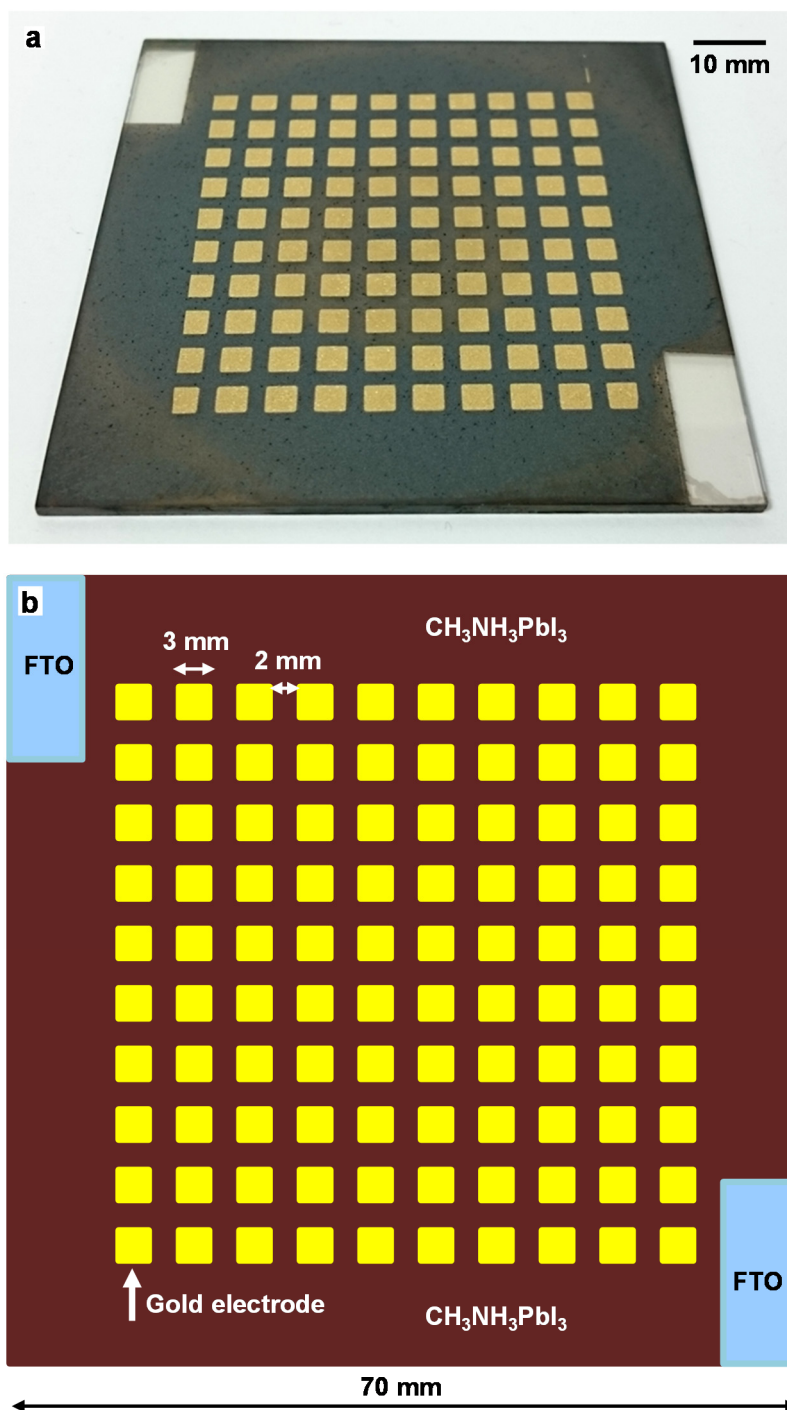 a
10 mm
b
CH₃NH₃PbI₃
3 mm
2 mm
FTO
FTO
Gold electrode
CH₃NH₃PbI₃
70 mm